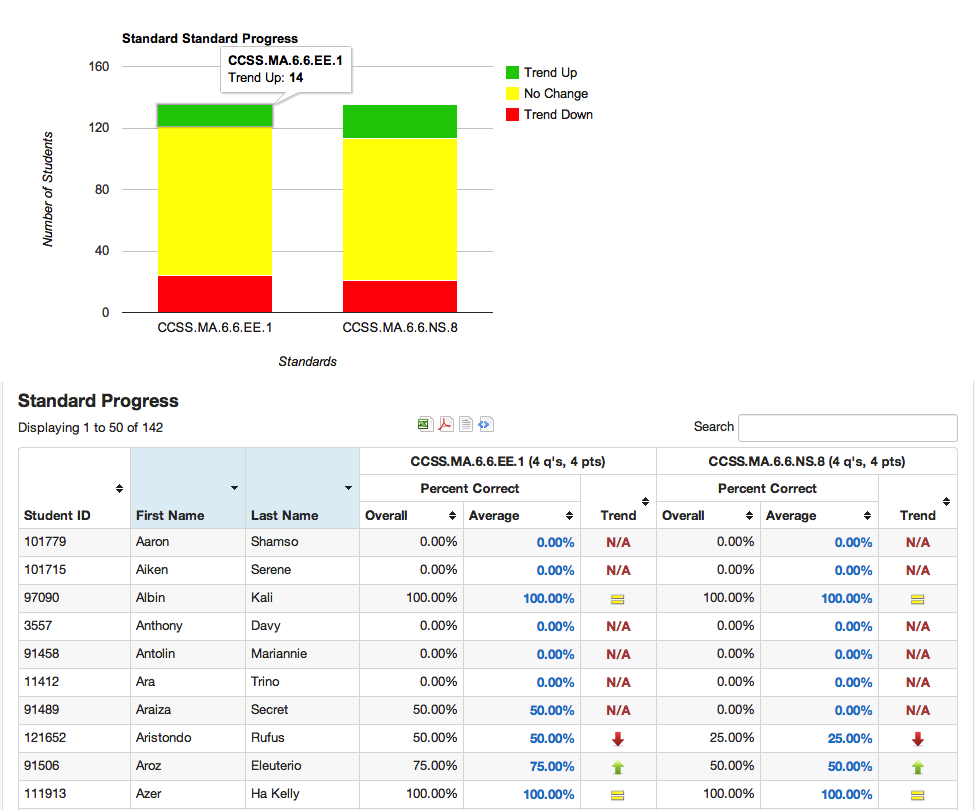 Standard Standard Progress
160
CCSS.MA.6.6.EE.1
Trend Up: 14
Trend Up
No Change
Trend Down
120
80
40
0
Number of Students
CCSS.MA.6.6.EE.1 CCSS.MA.6.6.NS.8
Standards
Standard Progress
Displaying 1 to 50 of 142 Search
CCSS.MA.6.6.EE.1 (4 q's, 4 pts) CCSS.MA.6.6.NS.8 (4 q's, 4 pts)
Percent Correct Percent Correct
Student ID First Name Last Name Overall Average Trend Overall Average Trend
101779 Aaron Shamso 0.00% 0.00% N/A 0.00% 0.00% N/A
101715 Aiken Serene 0.00% 0.00% N/A 0.00% 0.00% N/A
97090 Albin Kali 100.00% 100.00% 100.00% 100.00%
3557 Anthony Davy 0.00% 0.00% N/A 0.00% 0.00% N/A
91458 Antolin Mariannie 0.00% 0.00% N/A 0.00% 0.00% N/A
11412 Ara Trino 0.00% 0.00% N/A 0.00% 0.00% N/A
91489 Araiza Secret 50.00% 50.00% N/A 0.00% 0.00% N/A
121652 Aristondo Rufus 50.00% 50.00% 25.00% 25.00%
91506 Aroz Eleuterio 75.00% 75.00% 50.00% 50.00%
111913 Azer Ha Kelly 100.00% 100.00% 100.00% 100.00%